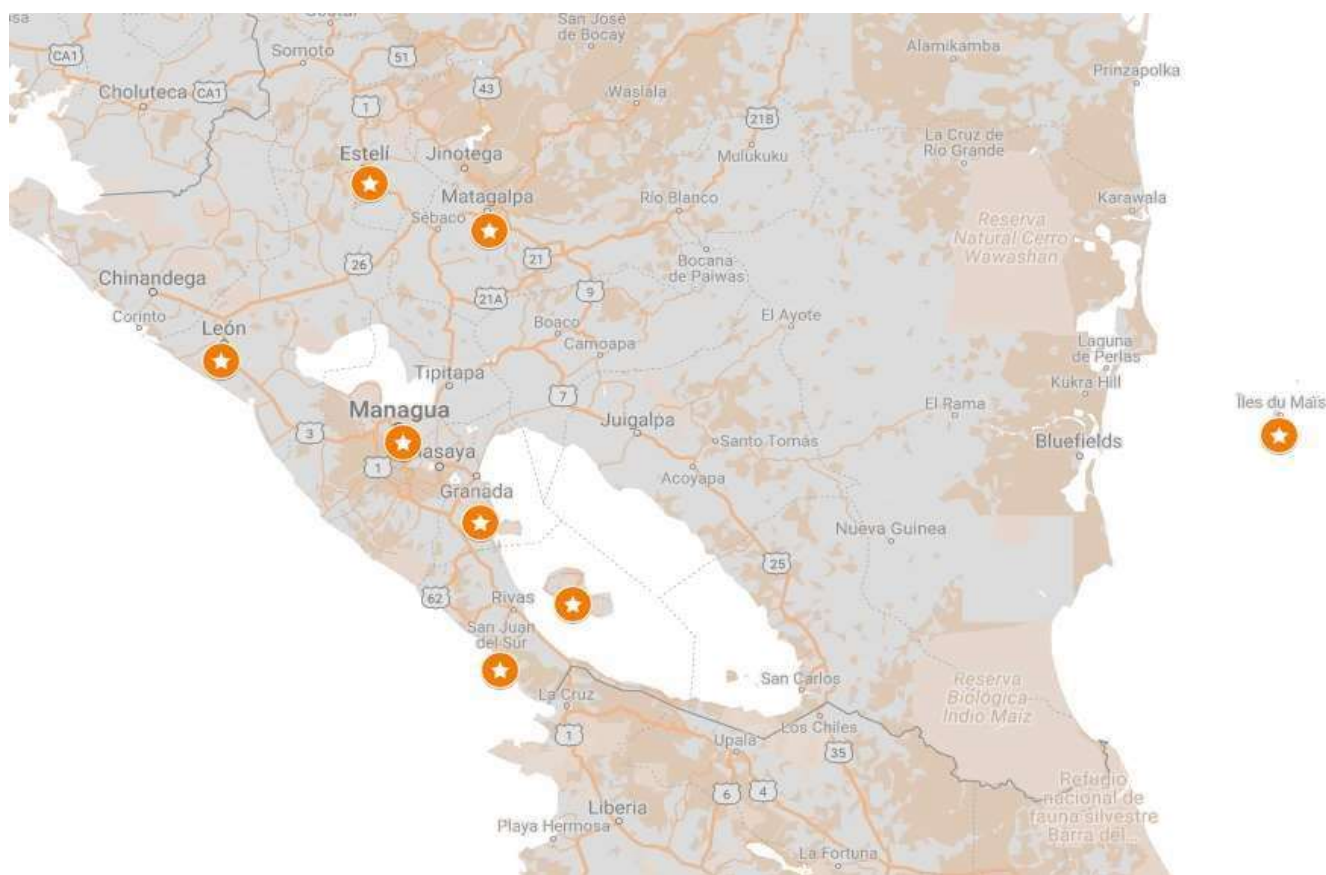 San José
de Bocay
Somoto
CA1
51
Alamikamba
Prinzapolka
Choluteca
CA1
1
43
Waslala
21B
Estelí
Jinotega
Mulukuku
La Cruz de
Río Grande
Matagalpa
Río Blanco
Karawala
Sébaco
Reserva
Natural Cerro
Wawashan
26
21
Bocana
de Paiwas
Chinandega
21A
9
Corinto
León
Boaco
El Ayote
Camoapa
Laguna
de Perlas
Tipitapa
Kukra Hill
Managua
7
El Rama
Îles du Maïs
3
Juigalpa
Santo Tomás
Bluefields
1
asaya
Acoyapa
Granada
Nueva Guinea
25
62
Rivas
San Juan
del Sur
San Carlos
Reserva
Biológica
Indio Maíz
La Cruz
1
Los Chiles
Upala
35
Refugio
nacional de
fauna silvestre
Barra del...
6
4
Liberia
Playa Hermosa
La Fortuna